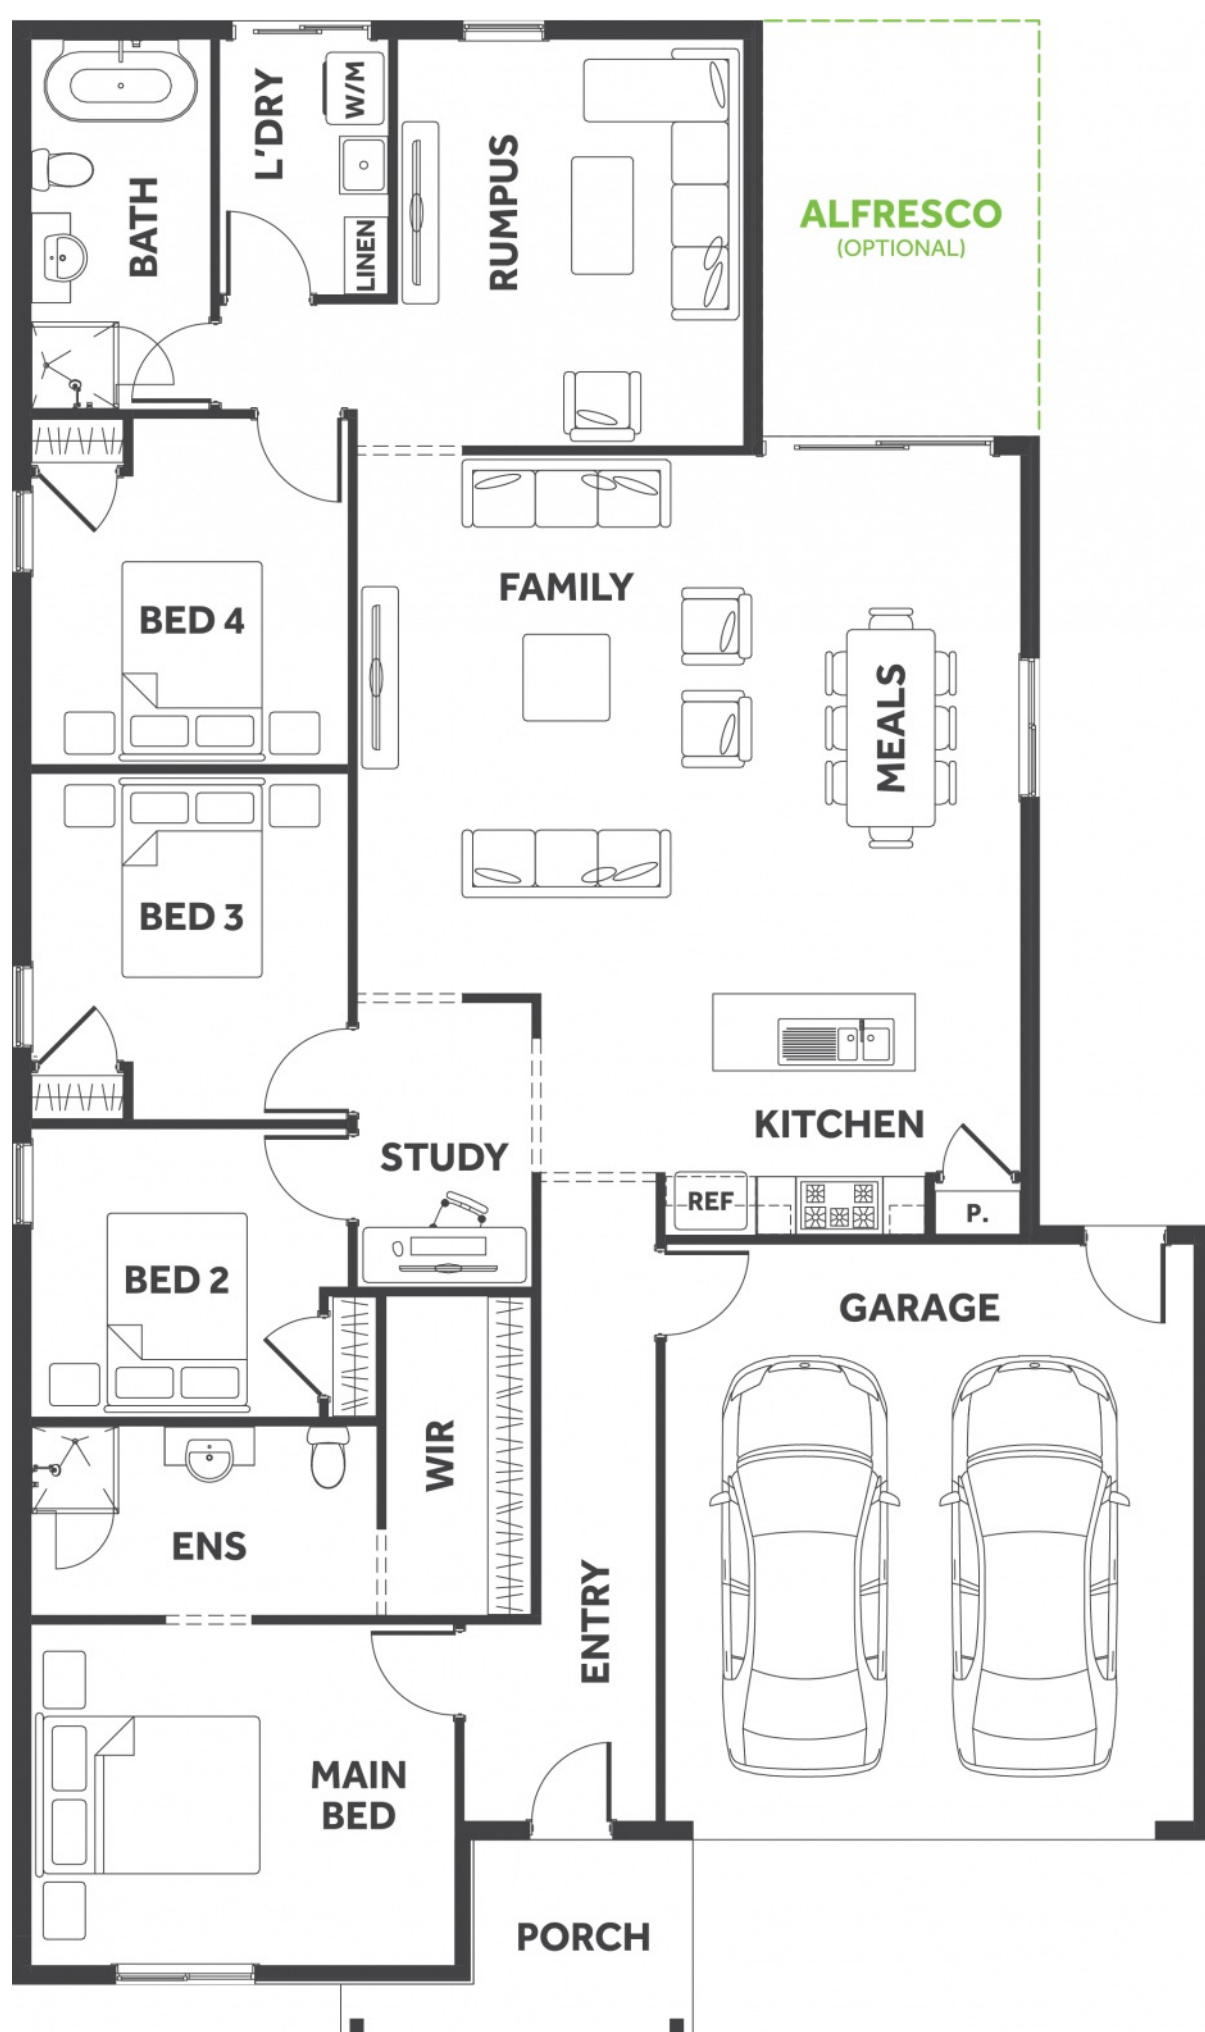 L'DRY
W/M
BATH
RUMPUS
LINEN
ALFRESCO
(OPTIONAL)
FAMILY
BED 4
MEALS
BED 3
KITCHEN
STUDY
REF
P.
BED 2
GARAGE
WIR
ENS
ENTRY
MAIN
BED
PORCH